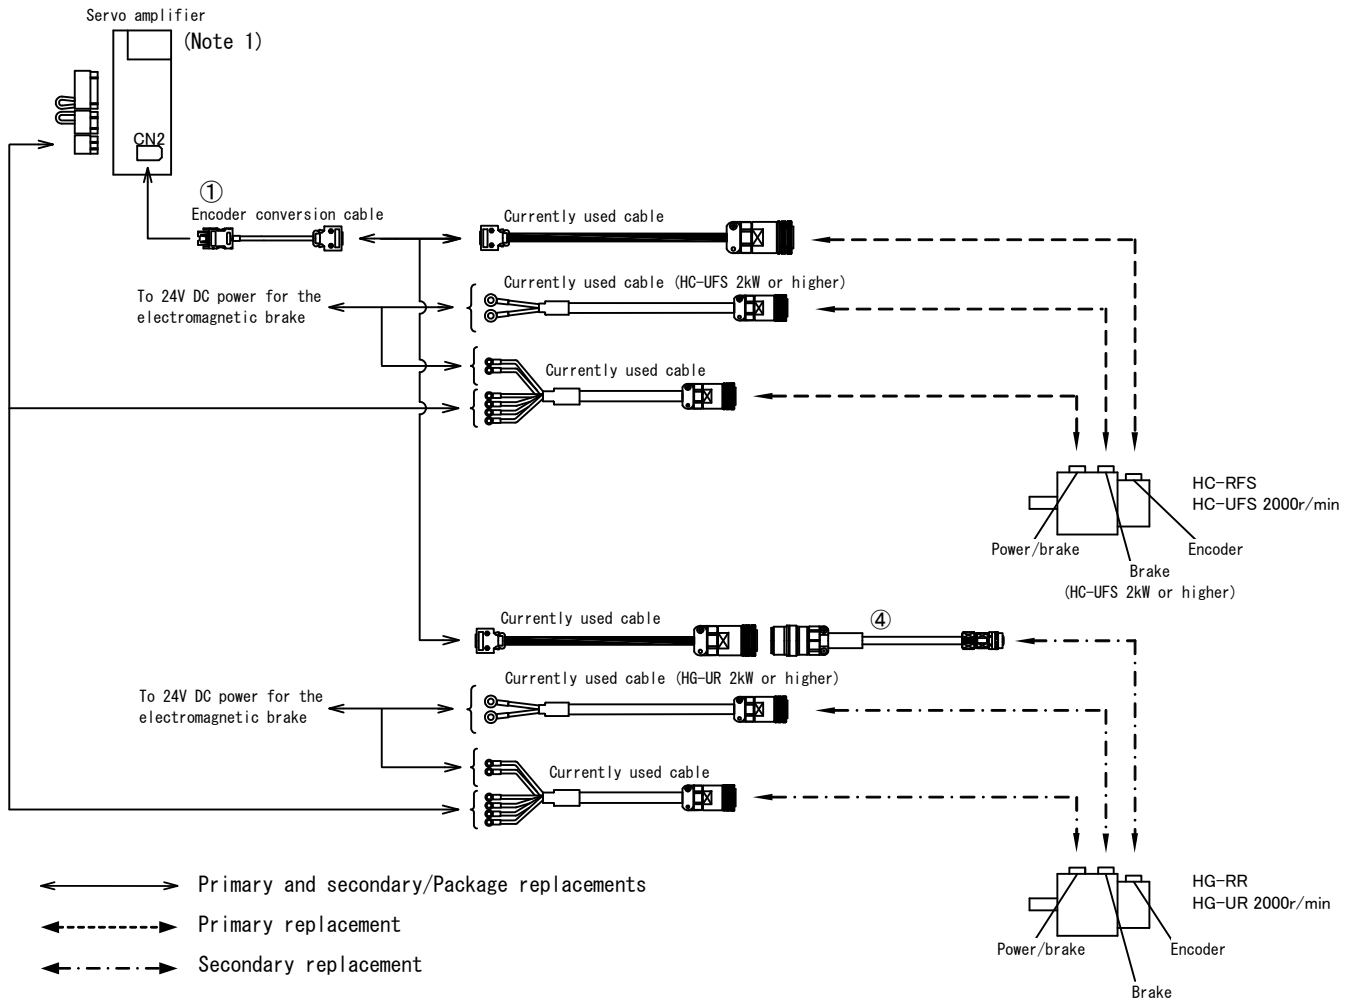 Servo amplifier
(Note 1)
CN2
①
Encoder conversion cable
Currently used cable
To 24V DC power for the
electromagnetic brake
Currently used cable (HC-UFS 2kW or higher)
Currently used cable
HC-RFS
HC-UFS 2000r/min
Power/brake
Encoder
Brake
(HC-UFS 2kW or higher)
Currently used cable
④
To 24V DC power for the
electromagnetic brake
Currently used cable (HG-UR 2kW or higher)
Currently used cable
HG-RR
HG-UR 2000r/min
Power/brake
Encoder
Brake
Primary and secondary/Package replacements
Primary replacement
Secondary replacement